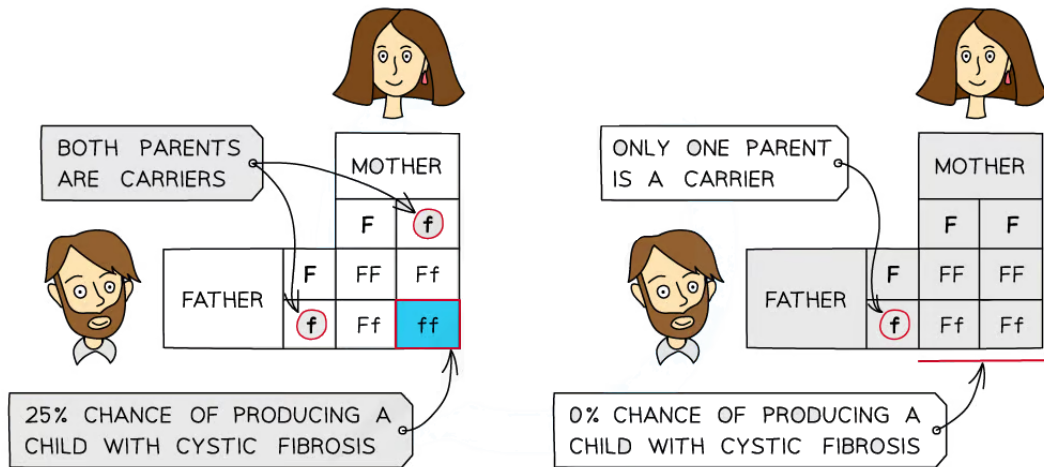 BOTH PARENTS
ARE CARRIERS
MOTHER
F f
FATHER
F FF Ff
f Ff ff
25% CHANCE OF PRODUCING A
CHILD WITH CYSTIC FIBROSIS
ONLY ONE PARENT
IS A CARRIER
MOTHER
F F
FATHER
F FF FF
f Ff Ff
0% CHANCE OF PRODUCING A
CHILD WITH CYSTIC FIBROSIS